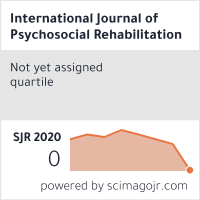 International Journal of
Psychosocial Rehabilitation
Not yet assigned
quartile
SJR 2020
0
powered by scimagojr.com